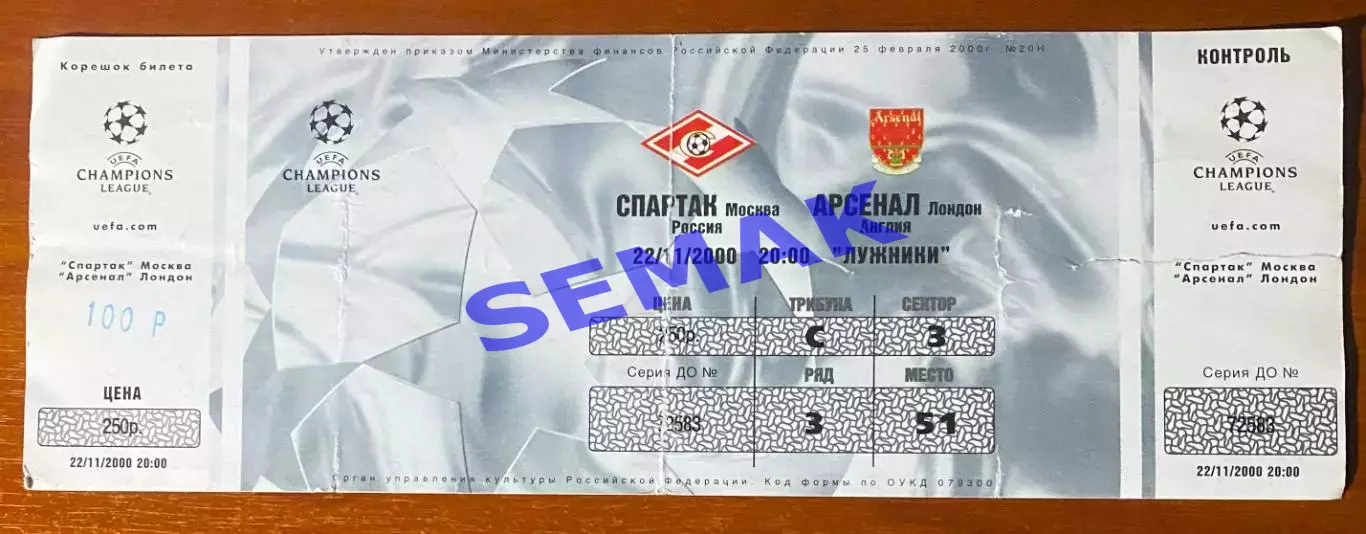 Утвержден приказом Министерства финансов Российской Федерации 25 февраля 2000г. №20Н
Корешок билета
UEFA
CHAMPIONS
LEAGUE
uefa.com
"Спартак" Москва
"Арсенал" Лондон
100 Р
ЦЕНА
250р.
22/11/2000 20:00
UEFA
CHAMPIONS
LEAGUE
Arsenal
СПАРТАК Москва
Россия
АРСЕНАЛ Лондон
Англия
22/11/2000 20:00 "ЛУЖНИКИ"
SEMAK
ЦЕНА ТРИБУНА СЕКТОР
250р. С 3
Серия ДО № РЯД МЕСТО
72583 3 51
Орган управления культуры Российской Федерации. Код формы по ОУКД 079300
КОНТРОЛЬ
UEFA
CHAMPIONS
LEAGUE
uefa.com
"Спартак" Москва
"Арсенал" Лондон
Серия ДО №
72583
22/11/2000 20:00